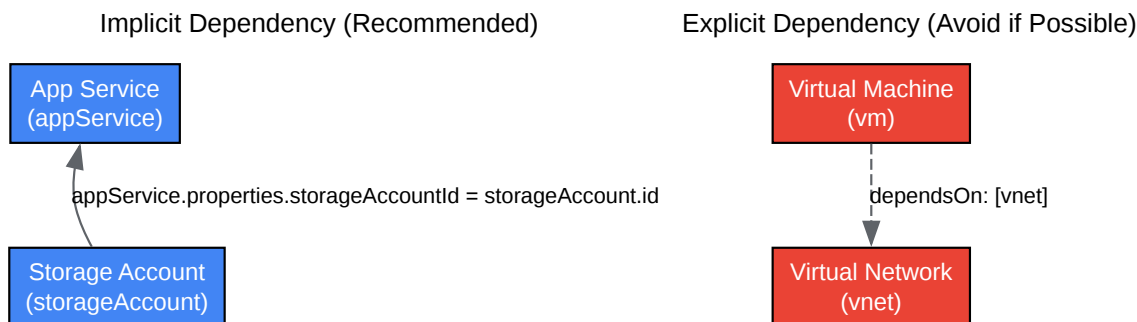 Implicit Dependency (Recommended)
App Service
(appService)
appService.properties.storageAccountId = storageAccount.id
Storage Account
(storageAccount)
Explicit Dependency (Avoid if Possible)
Virtual Machine
(vm)
dependsOn: [vnet]
Virtual Network
(vnet)